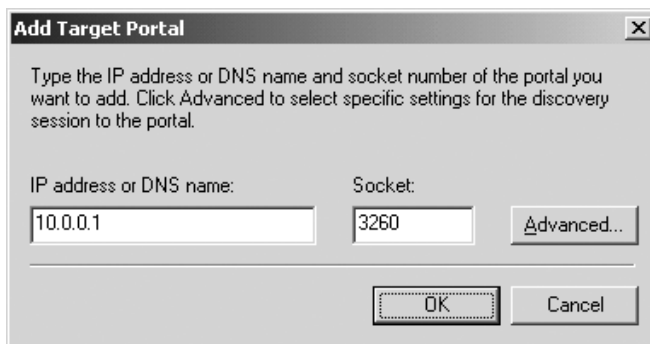 Add Target Portal
Type the IP address or DNS name and socket number of the portal you
want to add. Click Advanced to select specific settings for the discovery
session to the portal.
IP address or DNS name:
Socket:
10.0.0.1
3260
Advanced...
OK
Cancel